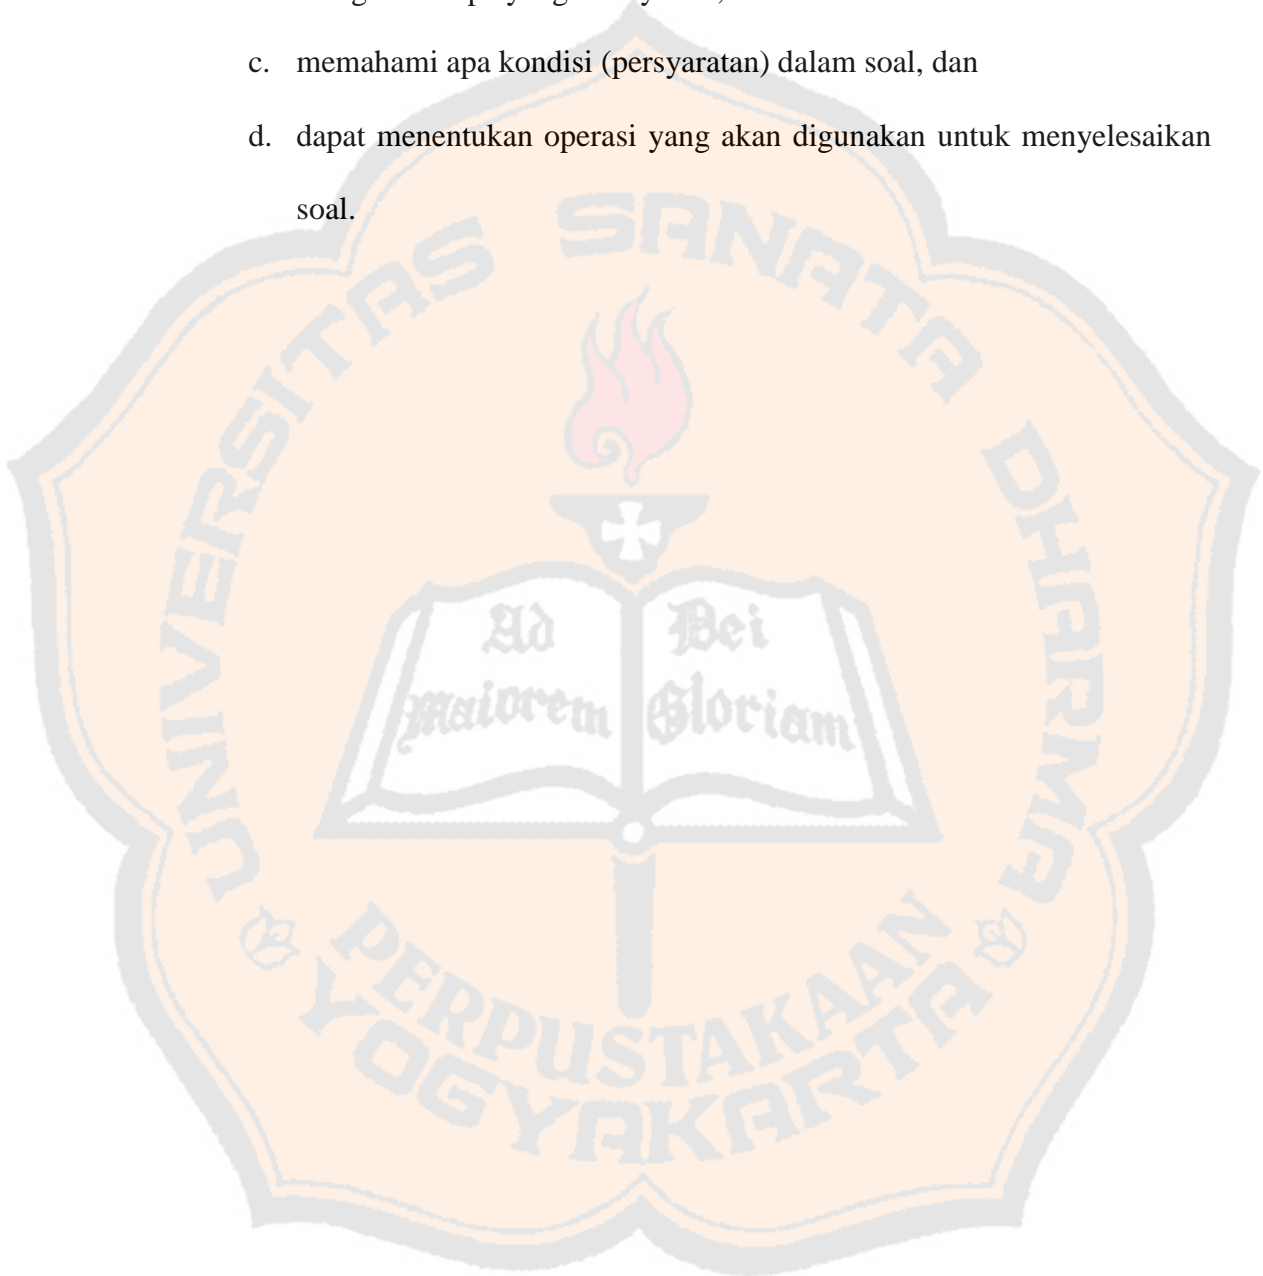 c. memahami apa kondisi (persyaratan) dalam soal, dan
d. dapat menentukan operasi yang akan digunakan untuk menyelesaikan
soal.
UNIVERSITAS SANATA DHARMA
Ad
Maiorem
Dei
Gloriam
PERPUSTAKAAN
YOGYAKARTA